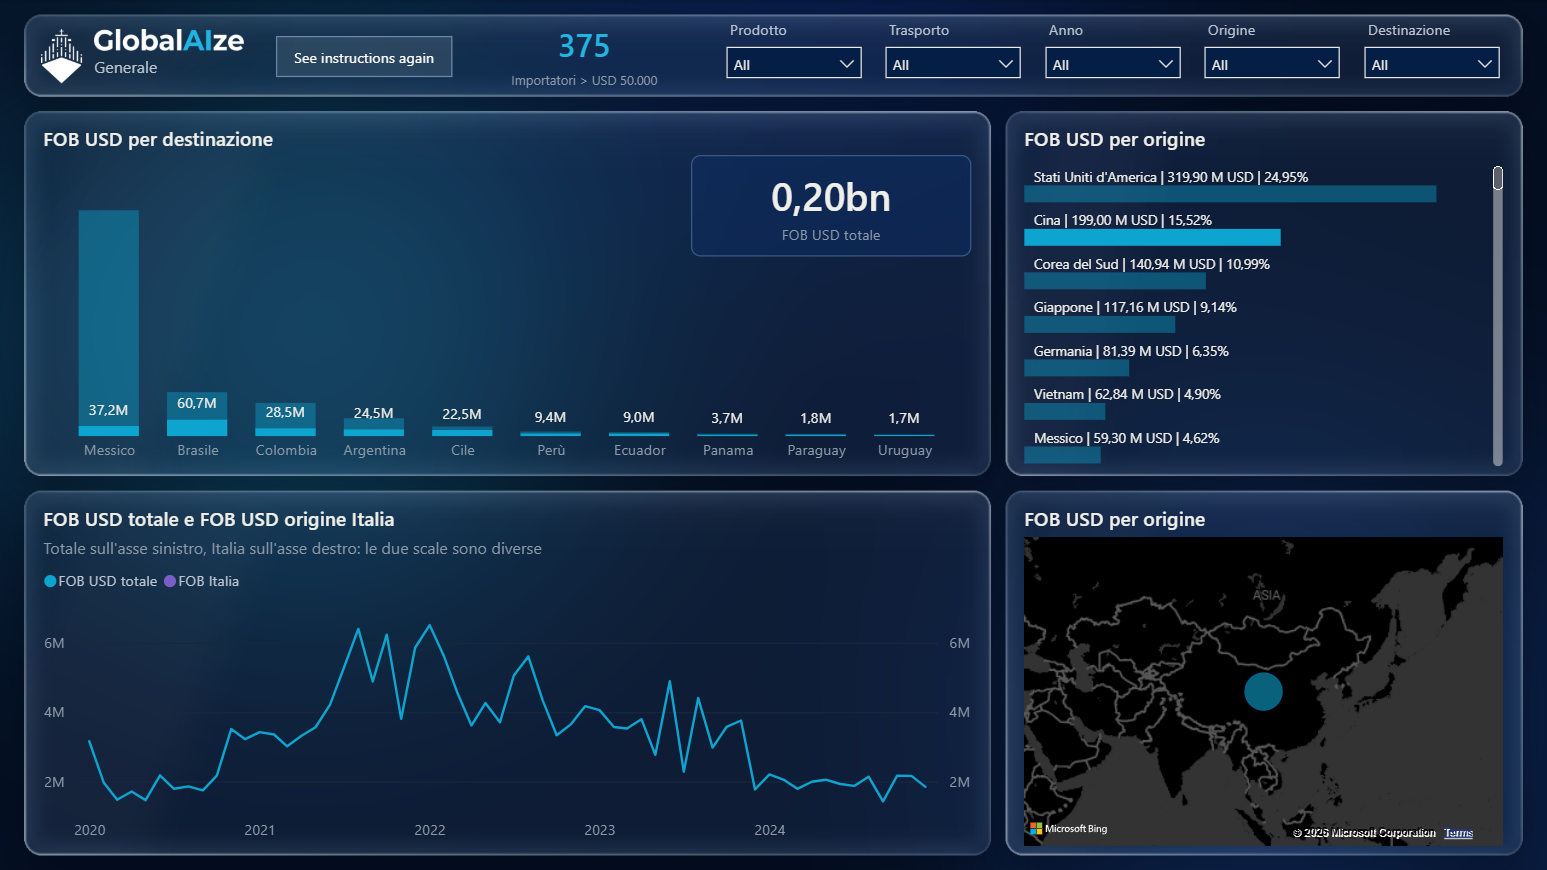 GlobalAIze
Generale
See instructions again
375
Importatori > USD 50.000
Prodotto
All
Trasporto
All
Anno
All
Origine
All
Destinazione
All
FOB USD per destinazione
0,20bn
FOB USD totale
37,2M
60,7M
28,5M
24,5M
22,5M
9,4M
9,0M
3,7M
1,8M
1,7M
Messico
Brasile
Colombia
Argentina
Cile
Perù
Ecuador
Panama
Paraguay
Uruguay
FOB USD per origine
Stati Uniti d'America | 319,90 M USD | 24,95%
Cina | 199,00 M USD | 15,52%
Corea del Sud | 140,94 M USD | 10,99%
Giappone | 117,16 M USD | 9,14%
Germania | 81,39 M USD | 6,35%
Vietnam | 62,84 M USD | 4,90%
Messico | 59,30 M USD | 4,62%
FOB USD totale e FOB USD origine Italia
Totale sull'asse sinistro, Italia sull'asse destro: le due scale sono diverse
FOB USD totale
FOB Italia
6M
6M
4M
4M
2M
2M
2020
2021
2022
2023
2024
FOB USD per origine
ASIA
Microsoft Bing
© 2026 Microsoft Corporation Terms